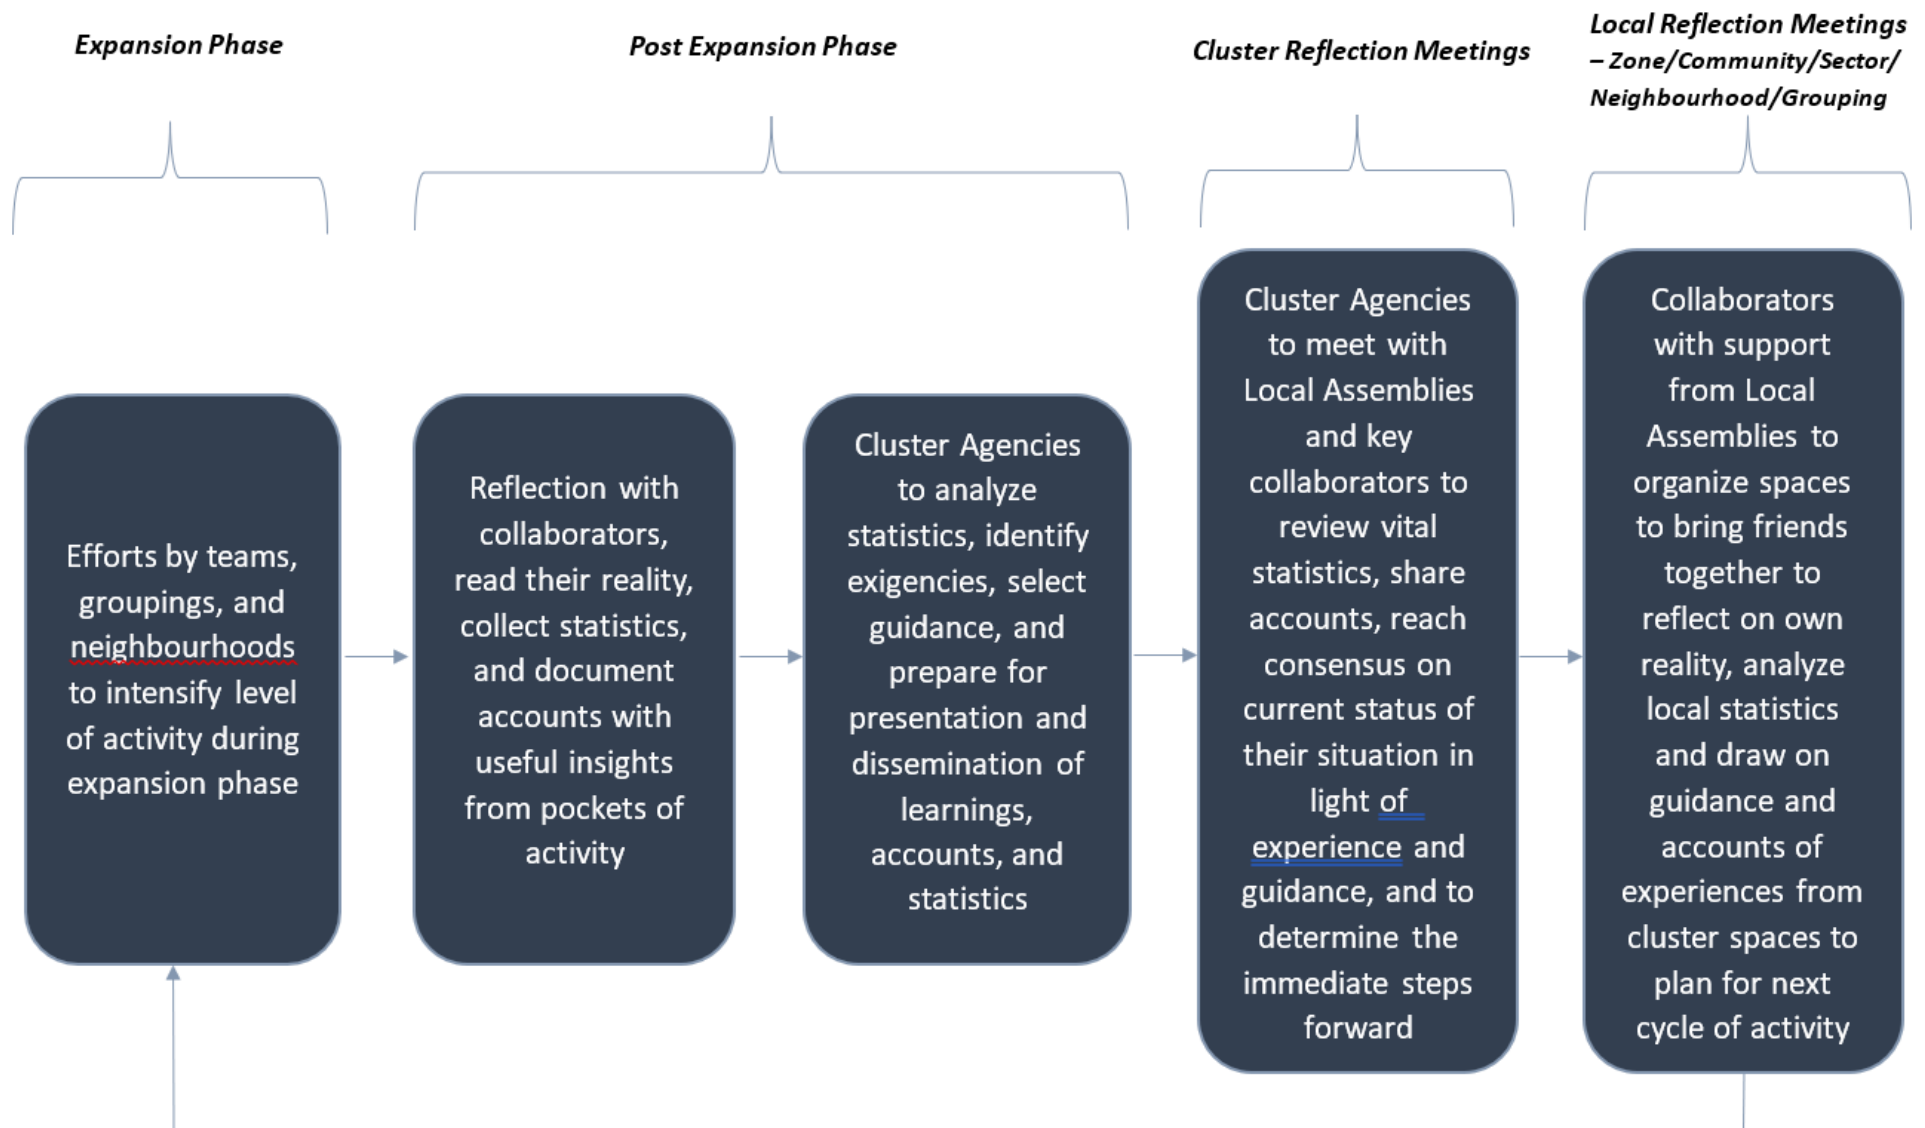 Expansion Phase
Post Expansion Phase
Cluster Reflection Meetings
Local Reflection Meetings
– Zone/Community/Sector/
Neighbourhood/Grouping
Efforts by teams,
groupings, and
neighbourhoods
to intensify level
of activity during
expansion phase
Reflection with
collaborators,
read their reality,
collect statistics,
and document
accounts with
useful insights
from pockets of
activity
Cluster Agencies
to analyze
statistics, identify
exigencies, select
guidance, and
prepare for
presentation and
dissemination of
learnings,
accounts, and
statistics
Cluster Agencies
to meet with
Local Assemblies
and key
collaborators to
review vital
statistics, share
accounts, reach
consensus on
current status of
their situation in
light of
experience and
guidance, and to
determine the
immediate steps
forward
Collaborators
with support
from Local
Assemblies to
organize spaces
to bring friends
together to
reflect on own
reality, analyze
local statistics
and draw on
guidance and
accounts of
experiences from
cluster spaces to
plan for next
cycle of activity